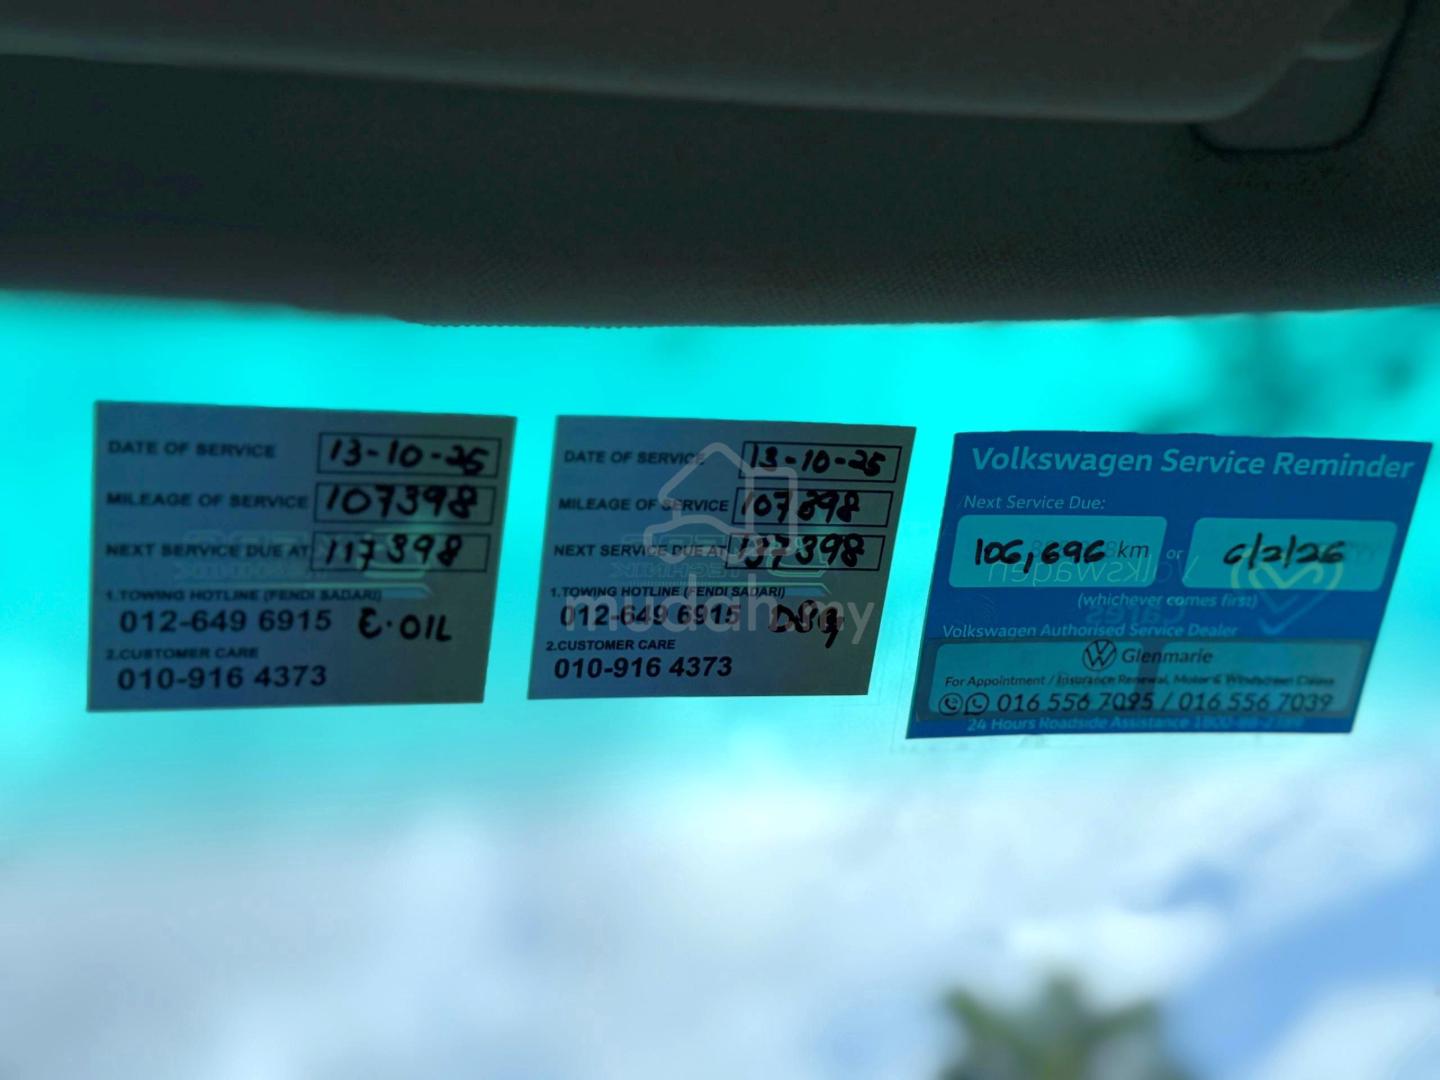 DATE OF SERVICE 13-10-25
MILEAGE OF SERVICE 107398
NEXT SERVICE DUE AT 117398
1.TOWING HOTLINE (FENDI SADARI)
012-649 6915 E.OIL
2.CUSTOMER CARE
010-916 4373
DATE OF SERVICE 13-10-25
MILEAGE OF SERVICE 107398
NEXT SERVICE DUE AT 137398
1.TOWING HOTLINE (FENDI SADARI)
012-649 6915
2.CUSTOMER CARE
010-916 4373
mudah.my
Volkswagen Service Reminder
Next Service Due:
106,696 km or 6/2/26
(whichever comes first)
Volkswagen Authorised Service Dealer
Glenmarie
For Appointment / Insurance Renewal, Motor & Windscreen Claims
016 556 7095 / 016 556 7039
24 Hours Roadside Assistance